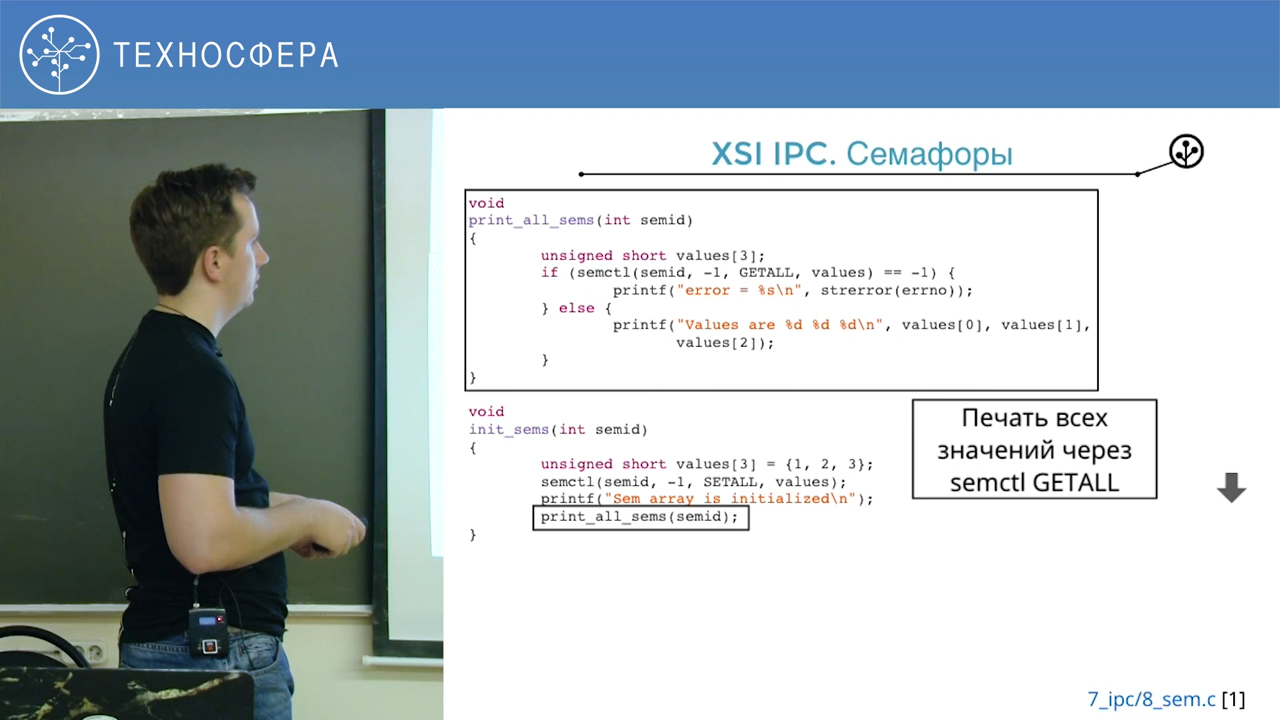 ТЕХНОСФЕРА
XSI IPC. Семафоры
void
print_all_sems(int semid)
{
unsigned short values[3];
if (semctl(semid, -1, GETALL, values) == -1) {
printf("error = %s\n", strerror(errno));
} else {
printf("Values are %d %d %d\n", values[0], values[1],
values[2]);
}
}
void
init_sems(int semid)
{
unsigned short values[3] = {1, 2, 3};
semctl(semid, -1, SETALL, values);
printf("Sem array is initialized\n");
print_all_sems(semid);
}
Печать всех
значений через
semctl GETALL
7_ipc/8_sem.c [1]